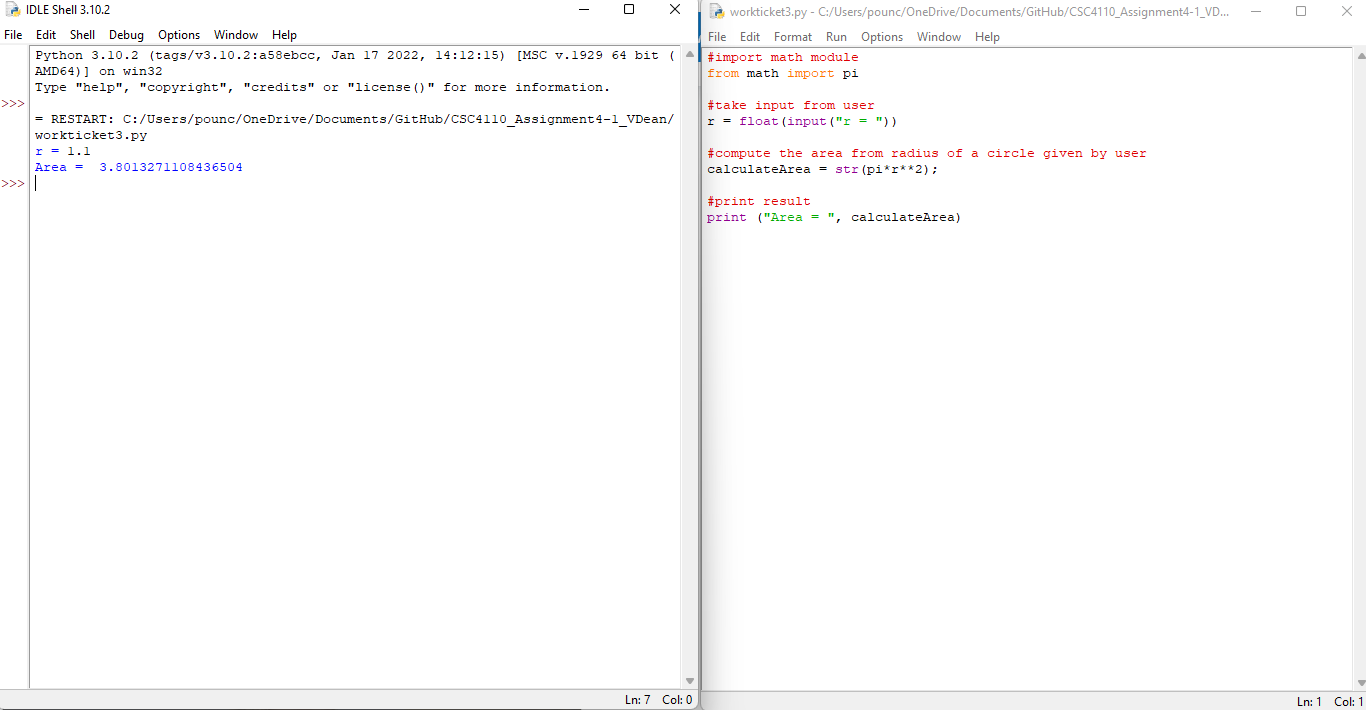 IDLE Shell 3.10.2
File Edit Shell Debug Options Window Help
Python 3.10.2 (tags/v3.10.2:a58ebcc, Jan 17 2022, 14:12:15) [MSC v.1929 64 bit (
AMD64)] on win32
Type "help", "copyright", "credits" or "license()" for more information.
>>>
= RESTART: C:/Users/pounc/OneDrive/Documents/GitHub/CSC4110_Assignment4-1_VDean/
workticket3.py
r = 1.1
Area =  3.8013271108436504
>>>
Ln: 7 Col: 0
workticket3.py - C:/Users/pounc/OneDrive/Documents/GitHub/CSC4110_Assignment4-1_VD...
File Edit Format Run Options Window Help
#import math module
from math import pi
#take input from user
r = float(input("r = "))
#compute the area from radius of a circle given by user
calculateArea = str(pi*r**2);
#print result
print ("Area = ", calculateArea)
Ln: 1 Col: 1